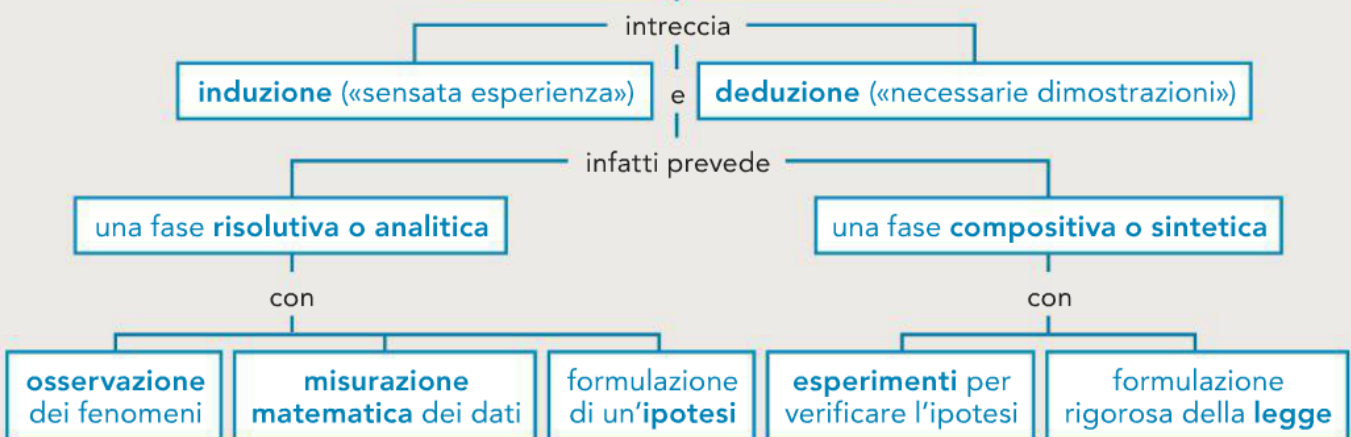 intreccia
induzione («sensata esperienza»)
e
deduzione («necessarie dimostrazioni»)
infatti prevede
una fase risolutiva o analitica
una fase compositiva o sintetica
con
con
osservazione
dei fenomeni
misurazione
matematica dei dati
formulazione
di un'ipotesi
esperimenti per
verificare l'ipotesi
formulazione
rigorosa della legge